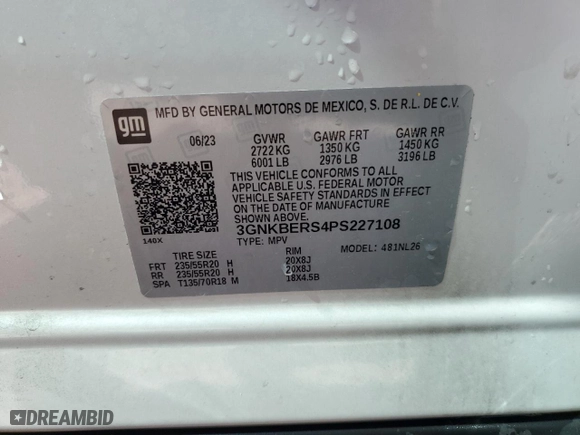 gm MFD BY GENERAL MOTORS DE MEXICO, S. DE R.L. DE C.V.
06/23 GVWR GAWR FRT GAWR RR
2722 KG 1350 KG 1450 KG
6001 LB 2976 LB 3196 LB
THIS VEHICLE CONFORMS TO ALL
APPLICABLE U.S. FEDERAL MOTOR
VEHICLE SAFETY STANDARDS IN EFFECT
ON THE DATE OF MANUFACTURE
SHOWN ABOVE
3GNKBERS4PS227108
140X TYPE: MPV MODEL: 481NL26
TIRE SIZE RIM
FRT 235/55R20 H 20X8J
RR 235/55R20 H 20X8J
SPA T135/70R18 M 18X4.5B
DREAMBID